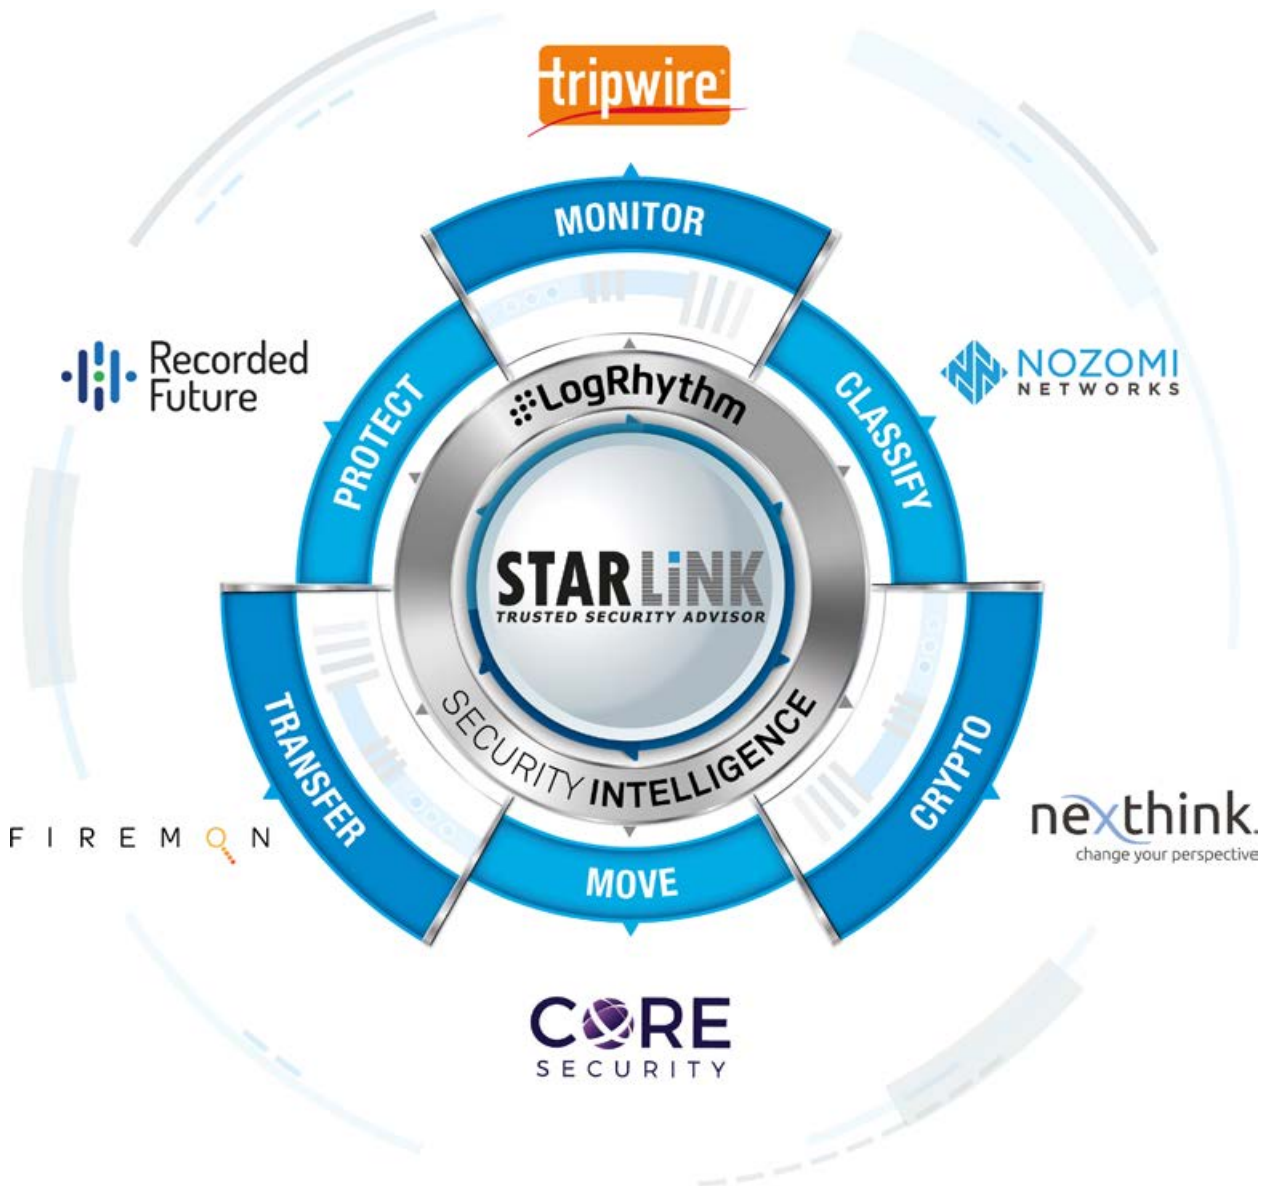 tripwire
MONITOR
Recorded
Future
NOZOMI
NETWORKS
PROTECT
LogRhythm
CLASSIFY
STARLiNK
TRUSTED SECURITY ADVISOR
SECURITY INTELLIGENCE
TRANSFER
CRYPTO
FIREMON
nexthink.
change your perspective
MOVE
CORE
SECURITY